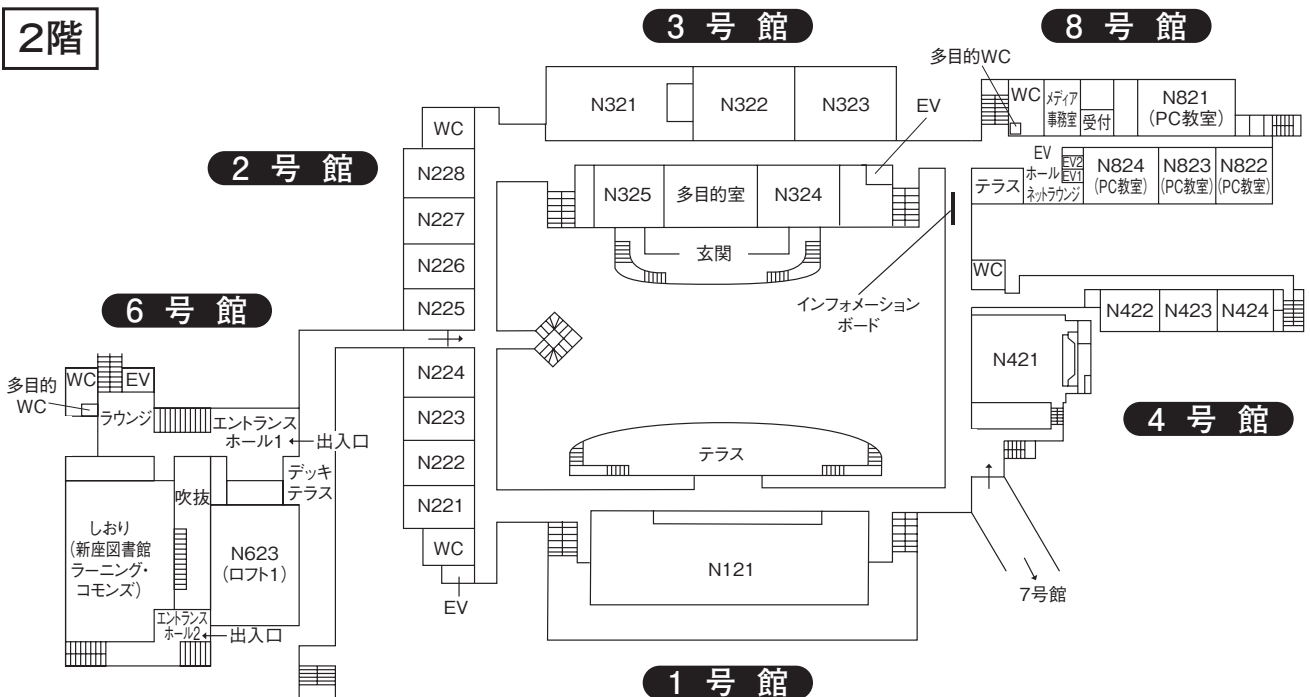 2階
3 号 館
8 号 館
多目的WC
N321
N322
N323
EV
WC
メディア
事務室
受付
N821
(PC教室)
WC
2 号 館
N228
N227
N226
N225
N325
多目的室
N324
玄関
テラス
EV
ホール
ネットラウンジ
EV2
EV1
N824
(PC教室)
N823
(PC教室)
N822
(PC教室)
WC
インフォメーション
ボード
N422
N423
N424
N421
4 号 館
6 号 館
多目的
WC
WC
EV
ラウンジ
エントランス
ホール1
出入口
デッキ
テラス
吹抜
しおり
(新座図書館
ラーニング・
コモンズ)
N623
(ロフト1)
エントランス
ホール2
出入口
N224
N223
N222
N221
WC
EV
テラス
N121
7号館
1 号 館